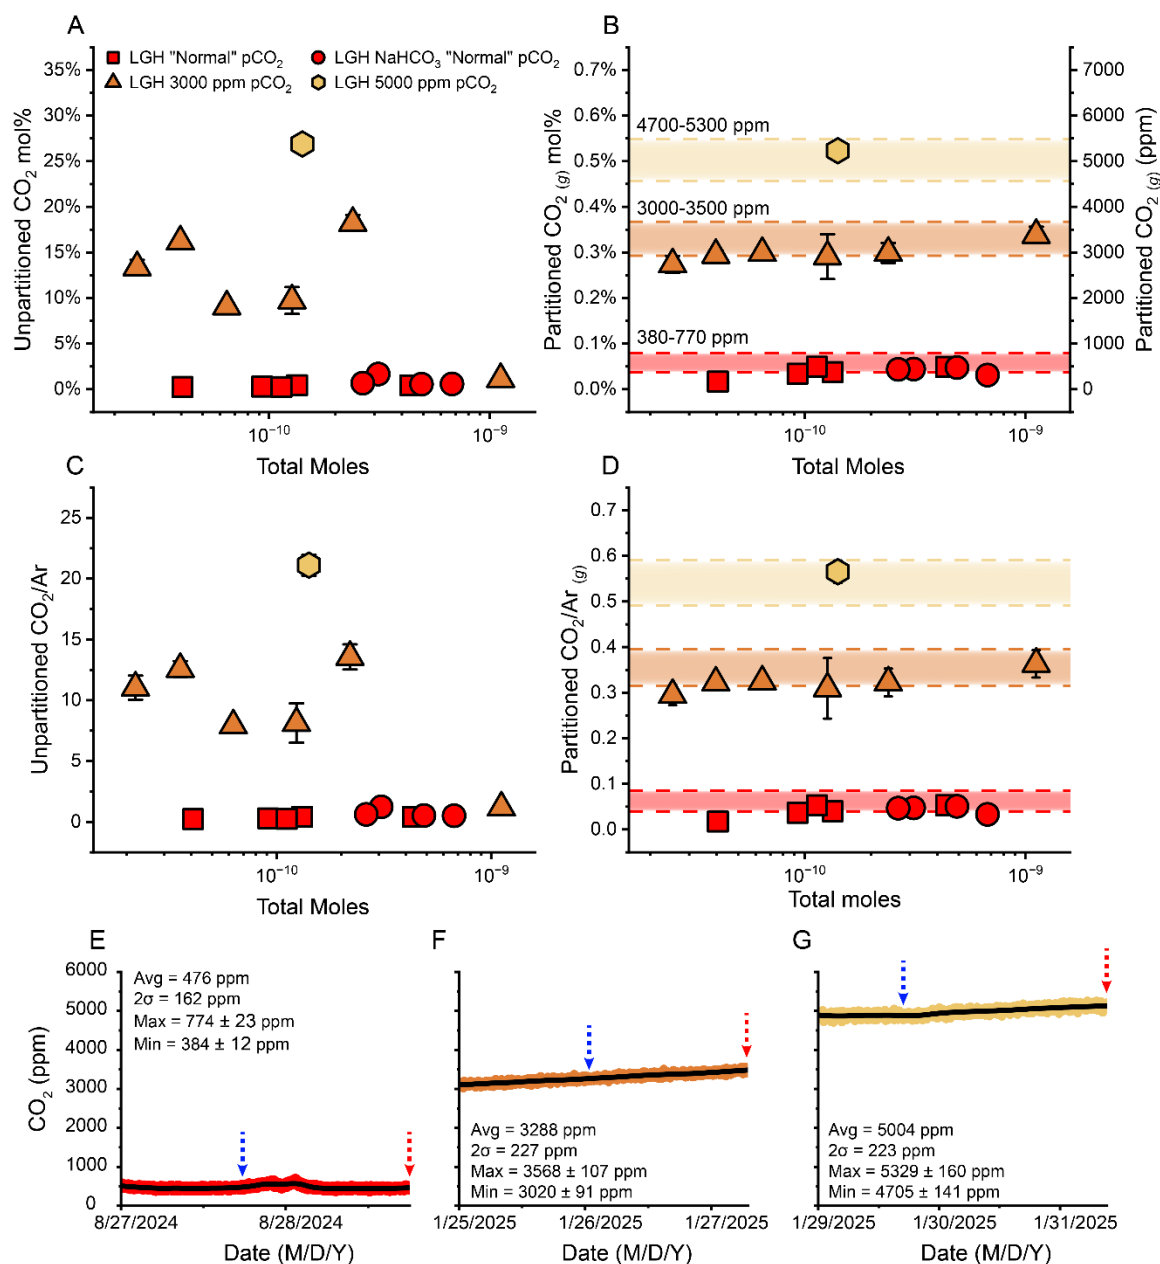 A
B
LGH "Normal" pCO₂
LGH NaHCO₃ "Normal" pCO₂
LGH 3000 ppm pCO₂
LGH 5000 ppm pCO₂
Unpartitioned CO₂ mol%
35%
30%
25%
20%
15%
10%
5%
0%
10⁻¹⁰
10⁻⁹
Total Moles
Partitioned CO₂ (g) mol%
0.7%
0.6%
0.5%
0.4%
0.3%
0.2%
0.1%
0.0%
4700-5300 ppm
3000-3500 ppm
380-770 ppm
7000
6000
5000
4000
3000
2000
1000
0
Partitioned CO₂ (g) (ppm)
10⁻¹⁰
10⁻⁹
Total Moles
C
D
Unpartitioned CO₂/Ar
25
20
15
10
5
0
10⁻¹⁰
10⁻⁹
Total Moles
Partitioned CO₂/Ar (g)
0.7
0.6
0.5
0.4
0.3
0.2
0.1
0.0
10⁻¹⁰
10⁻⁹
Total moles
E
F
G
CO₂ (ppm)
6000
5000
4000
3000
2000
1000
0
Avg = 476 ppm
2σ = 162 ppm
Max = 774 ± 23 ppm
Min = 384 ± 12 ppm
8/27/2024
8/28/2024
Date (M/D/Y)
Avg = 3288 ppm
2σ = 227 ppm
Max = 3568 ± 107 ppm
Min = 3020 ± 91 ppm
1/25/2025
1/26/2025
1/27/2025
Date (M/D/Y)
Avg = 5004 ppm
2σ = 223 ppm
Max = 5329 ± 160 ppm
Min = 4705 ± 141 ppm
1/29/2025
1/30/2025
1/31/2025
Date (M/D/Y)